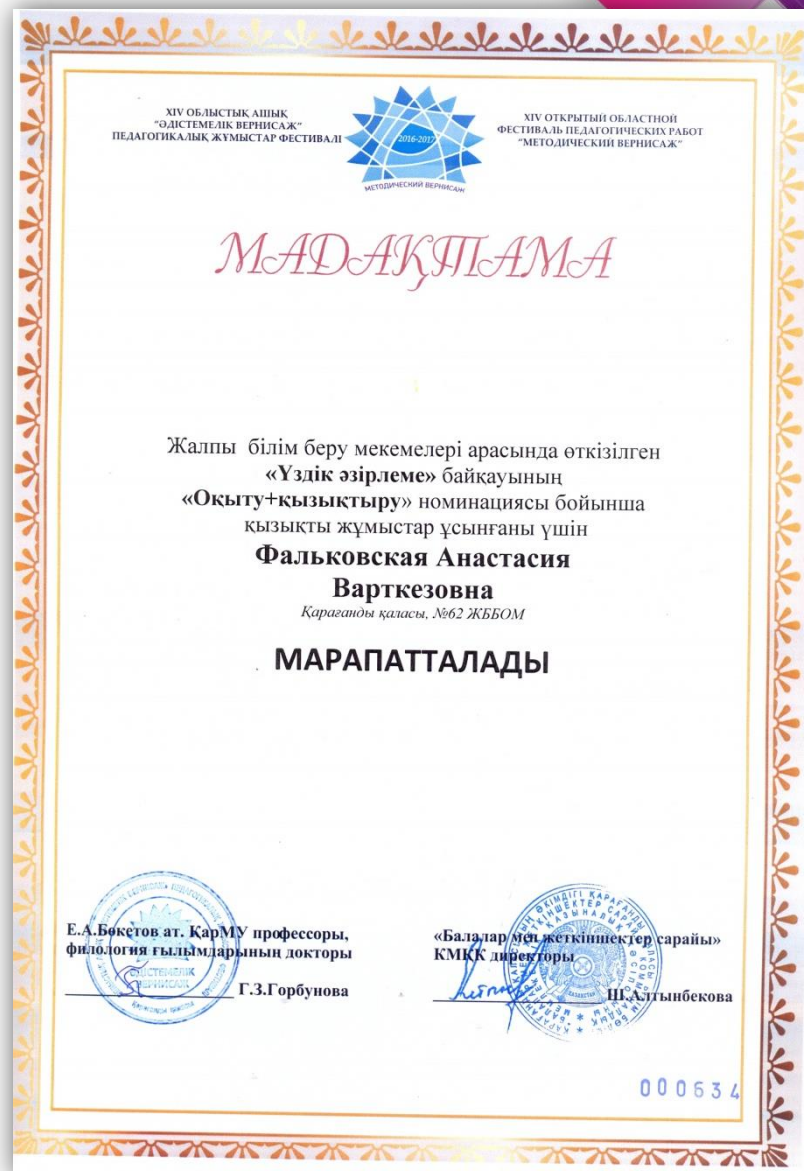 XIV ОБЛЫСТЫҚ АШЫҚ
"ӘДІСТЕМЕЛІК ВЕРНИСАЖ"
ПЕДАГОГИКАЛЫҚ ЖҰМЫСТАР ФЕСТИВАЛІ
2016-2017
МЕТОДИЧЕСКИЙ ВЕРНИСАЖ
XIV ОТКРЫТЫЙ ОБЛАСТНОЙ
ФЕСТИВАЛЬ ПЕДАГОГИЧЕСКИХ РАБОТ
"МЕТОДИЧЕСКИЙ ВЕРНИСАЖ"
МАДАҚТАМА
Жалпы білім беру мекемелері арасында өткізілген
«Үздік әзірлеме» байқауының
«Оқыту+қызықтыру» номинациясы бойынша
қызықты жұмыстар ұсынғаны үшін
Фальковская Анастасия
Варткезовна
Қарағанды қаласы, №62 ЖББОМ
МАРАПАТТАЛАДЫ
Е.А.Бөкетов ат. ҚарМУ профессоры,
филология ғылымдарының докторы
Г.З.Горбунова
ӘДІСТЕМЕЛІК
ВЕРНИСАЖ
«Балалар мен жеткіншектер сарайы»
КМҚК директоры
Ш.Алтынбекова
000634